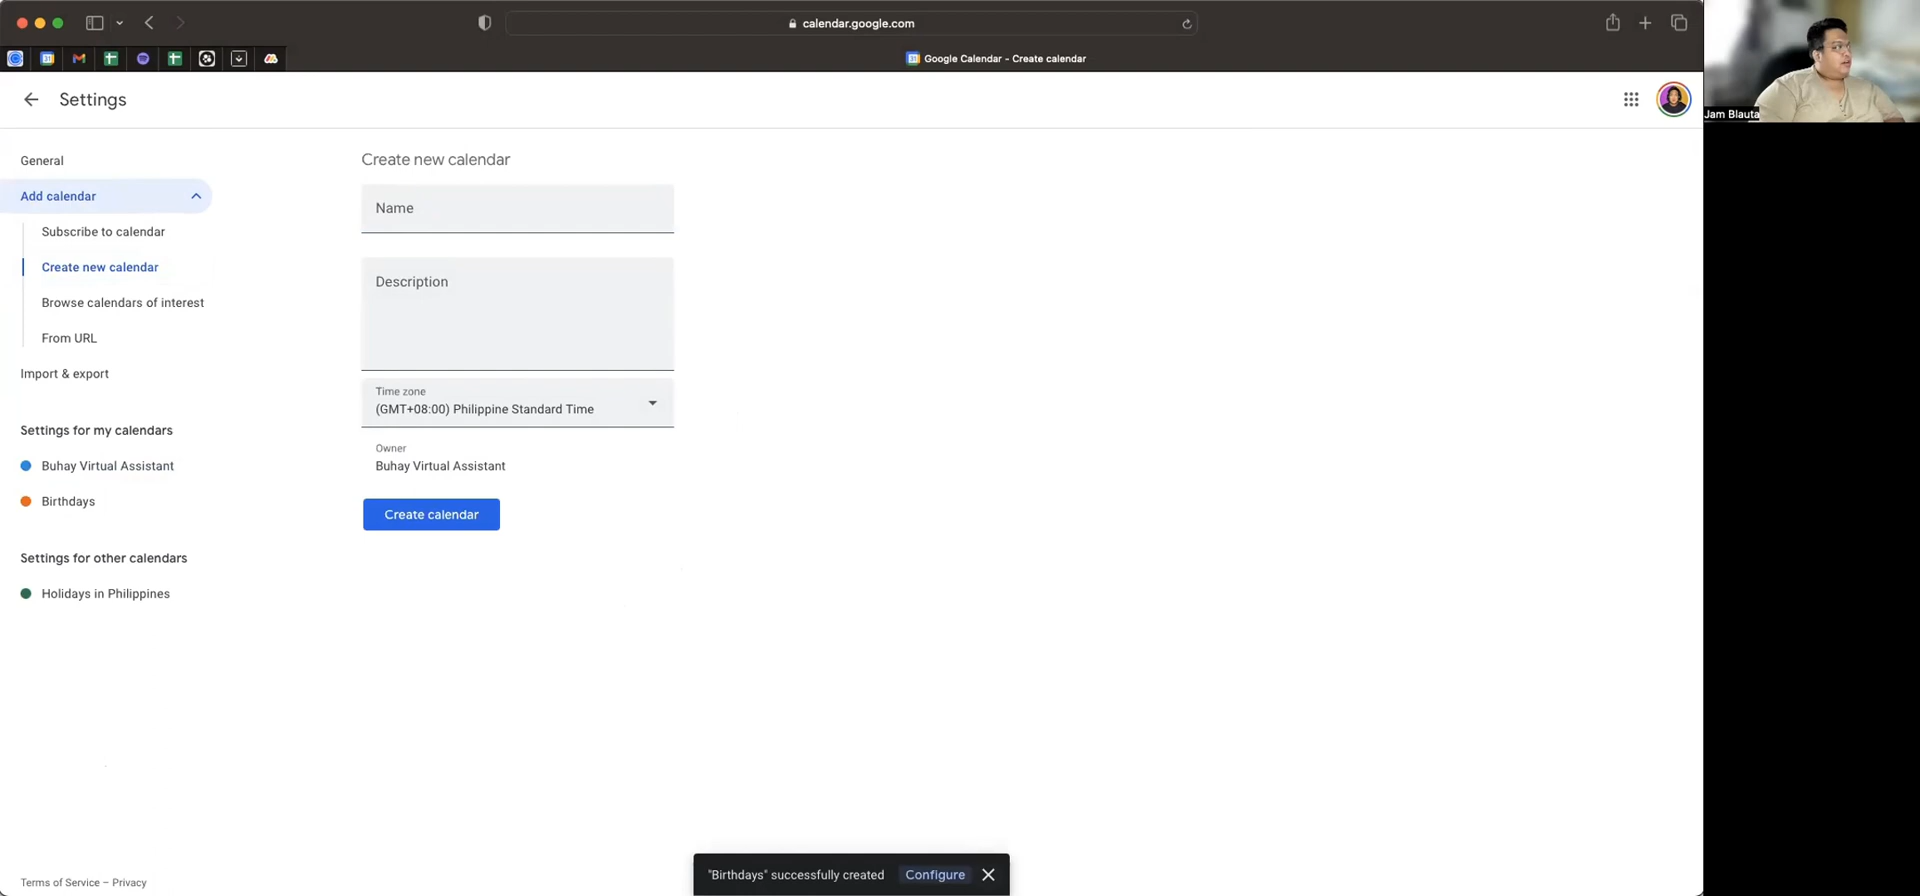 calendar.google.com
Google Calendar - Create calendar
Settings
Jam Blauta
General
Add calendar
Subscribe to calendar
Create new calendar
Browse calendars of interest
From URL
Import & export
Settings for my calendars
Buhay Virtual Assistant
Birthdays
Settings for other calendars
Holidays in Philippines
Create new calendar
Name
Description
Time zone
(GMT+08:00) Philippine Standard Time
Owner
Buhay Virtual Assistant
Create calendar
"Birthdays" successfully created Configure
Terms of Service – Privacy